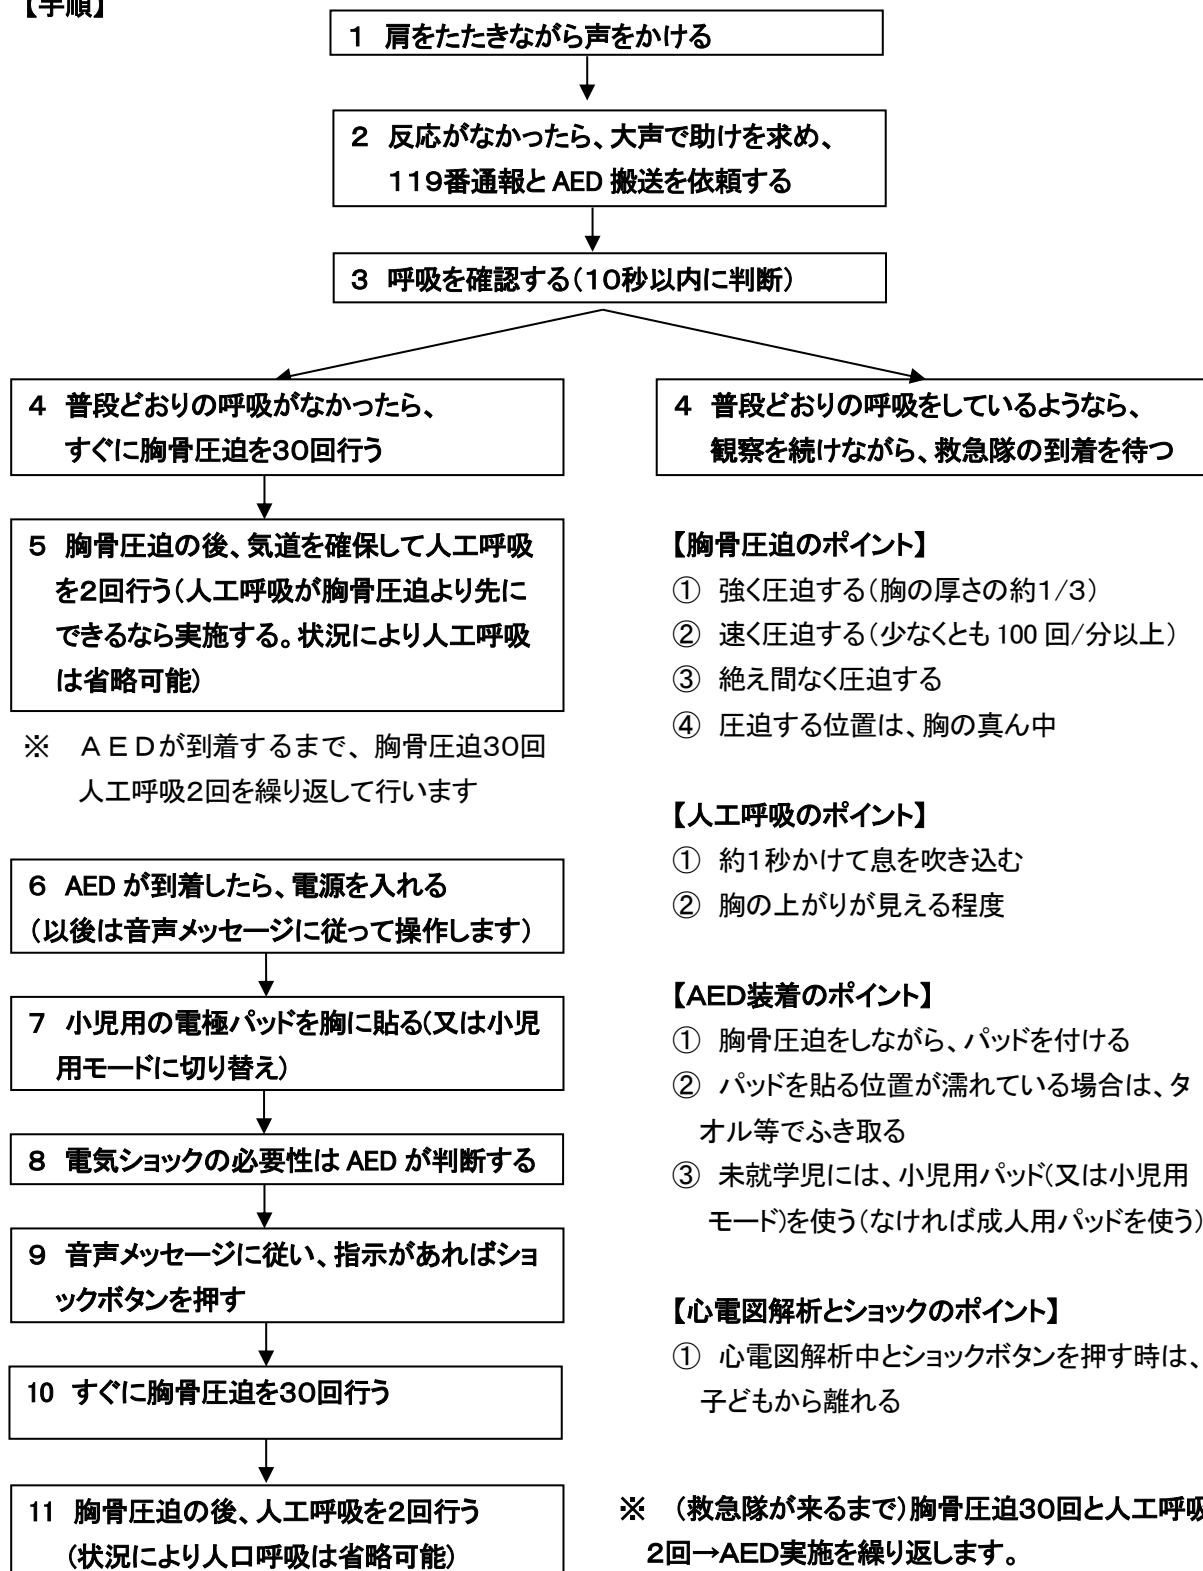 【手順】
１ 肩をたたきながら声をかける
２ 反応がなかったら、大声で助けを求め、
１１９番通報と AED 搬送を依頼する
３ 呼吸を確認する（１０秒以内に判断）
４ 普段どおりの呼吸がなかったら、
すぐに胸骨圧迫を３０回行う
４ 普段どおりの呼吸をしているようなら、
観察を続けながら、救急隊の到着を待つ
５ 胸骨圧迫の後、気道を確保して人工呼吸
を２回行う（人工呼吸が胸骨圧迫より先に
できるなら実施する。状況により人工呼吸
は省略可能）
※ ＡＥＤが到着するまで、胸骨圧迫３０回
人工呼吸２回を繰り返して行います
６ AED が到着したら、電源を入れる
（以後は音声メッセージに従って操作します）
７ 小児用の電極パッドを胸に貼る（又は小児
用モードに切り替え）
８ 電気ショックの必要性は AED が判断する
９ 音声メッセージに従い、指示があればショ
ックボタンを押す
10 すぐに胸骨圧迫を３０回行う
11 胸骨圧迫の後、人工呼吸を２回行う
（状況により人口呼吸は省略可能）
【胸骨圧迫のポイント】
① 強く圧迫する（胸の厚さの約１/３）
② 速く圧迫する（少なくとも 100 回/分以上）
③ 絶え間なく圧迫する
④ 圧迫する位置は、胸の真ん中
【人工呼吸のポイント】
① 約１秒かけて息を吹き込む
② 胸の上がりが見える程度
【AED装着のポイント】
① 胸骨圧迫をしながら、パッドを付ける
② パッドを貼る位置が濡れている場合は、タ
オル等でふき取る
③ 未就学児には、小児用パッド（又は小児用
モード）を使う（なければ成人用パッドを使う）
【心電図解析とショックのポイント】
① 心電図解析中とショックボタンを押す時は、
子どもから離れる
※ （救急隊が来るまで）胸骨圧迫３０回と人工呼吸
２回→AED実施を繰り返します。